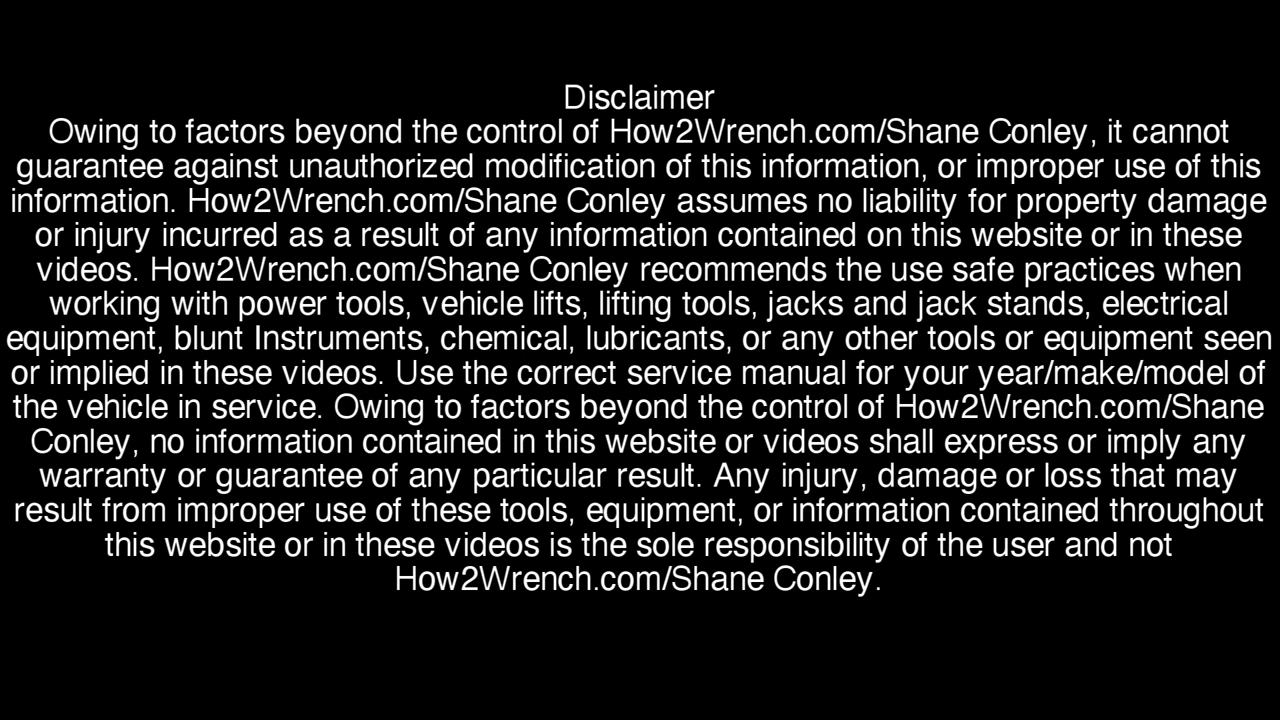 Disclaimer
Owing to factors beyond the control of How2Wrench.com/Shane Conley, it cannot
guarantee against unauthorized modification of this information, or improper use of this
information. How2Wrench.com/Shane Conley assumes no liability for property damage
or injury incurred as a result of any information contained on this website or in these
videos. How2Wrench.com/Shane Conley recommends the use safe practices when
working with power tools, vehicle lifts, lifting tools, jacks and jack stands, electrical
equipment, blunt Instruments, chemical, lubricants, or any other tools or equipment seen
or implied in these videos. Use the correct service manual for your year/make/model of
the vehicle in service. Owing to factors beyond the control of How2Wrench.com/Shane
Conley, no information contained in this website or videos shall express or imply any
warranty or guarantee of any particular result. Any injury, damage or loss that may
result from improper use of these tools, equipment, or information contained throughout
this website or in these videos is the sole responsibility of the user and not
How2Wrench.com/Shane Conley.